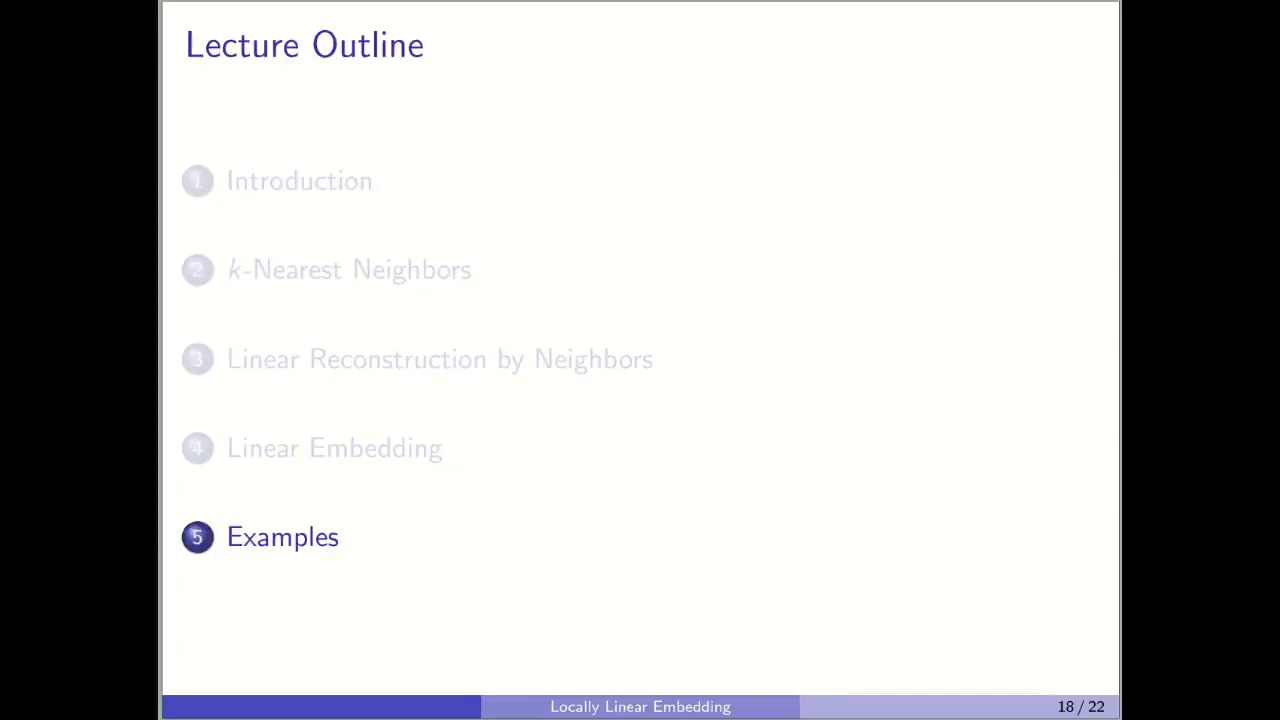 Lecture Outline
1 Introduction
2 k-Nearest Neighbors
3 Linear Reconstruction by Neighbors
4 Linear Embedding
5 Examples
Locally Linear Embedding
18 / 22